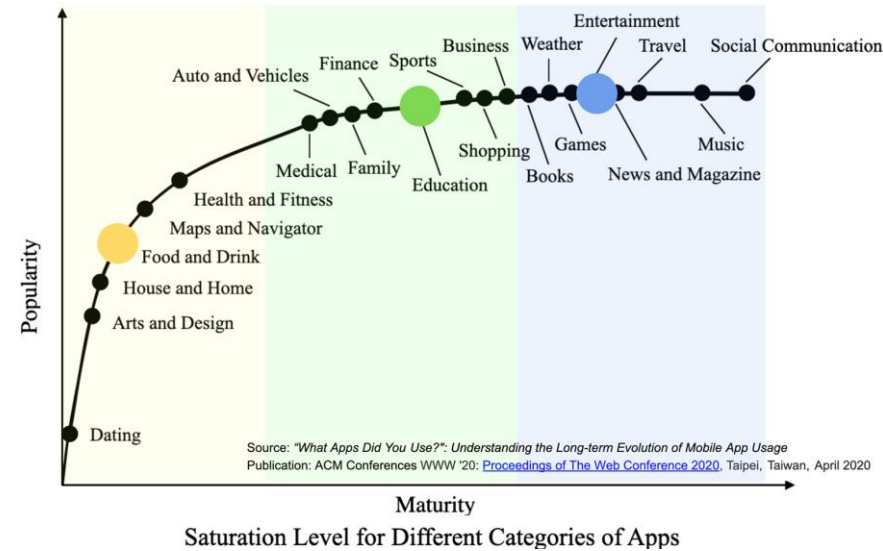 Entertainment
Business
Weather
Travel
Social Communication
Sports
Finance
Auto and Vehicles
Medical
Family
Education
Shopping
Books
Games
News and Magazine
Music
Health and Fitness
Maps and Navigator
Food and Drink
House and Home
Arts and Design
Dating
Popularity
Source: "What Apps Did You Use?": Understanding the Long-term Evolution of Mobile App Usage
Publication: ACM Conferences WWW '20: Proceedings of The Web Conference 2020, Taipei, Taiwan, April 2020
Maturity
Saturation Level for Different Categories of Apps